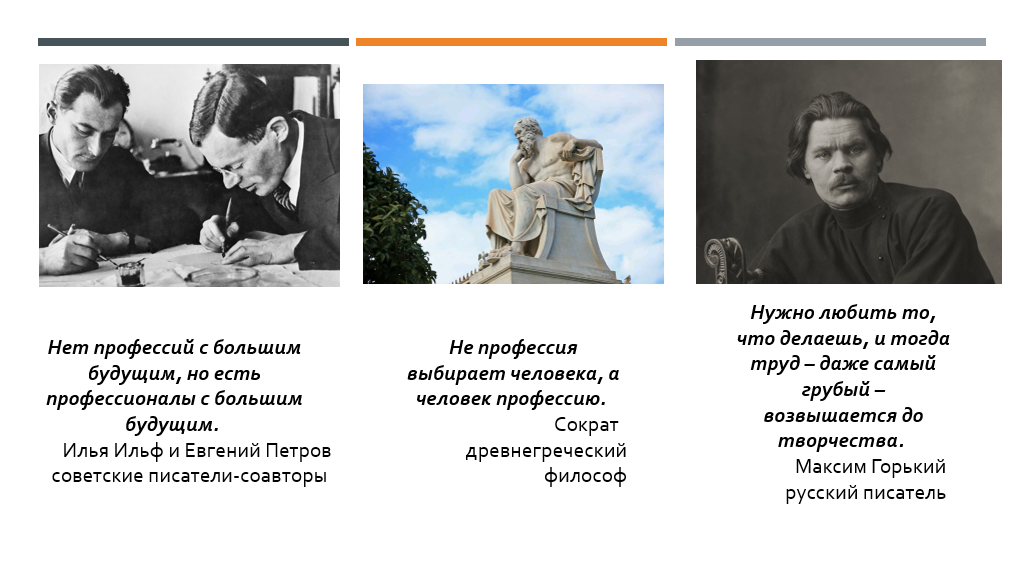 Нет профессий с большим
будущим, но есть
профессионалы с большим
будущим.
Илья Ильф и Евгений Петров
советские писатели-соавторы
Не профессия
выбирает человека, а
человек профессию.
Сократ
древнегреческий
философ
Нужно любить то,
что делаешь, и тогда
труд – даже самый
грубый –
возвышается до
творчества.
Максим Горький
русский писатель